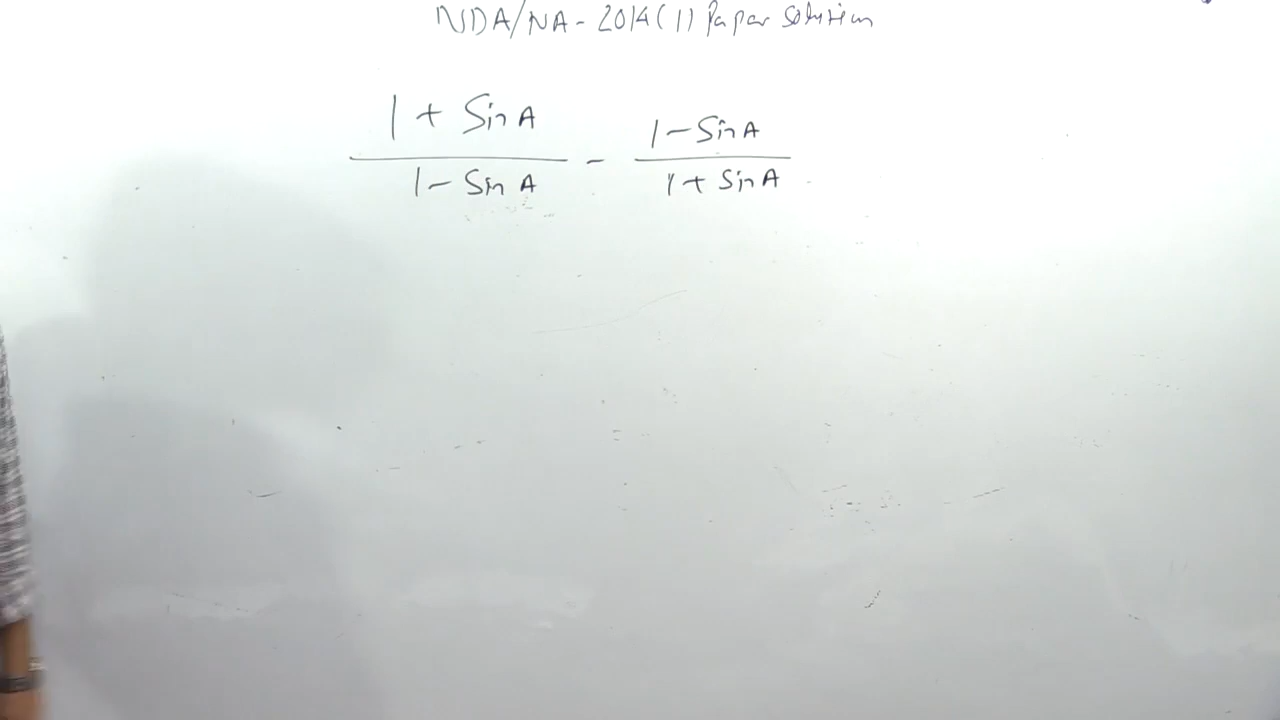 NDA/NA - 2014 (1) Paper Solution
1 + Sin A / 1 - Sin A - 1 - Sin A / 1 + Sin A